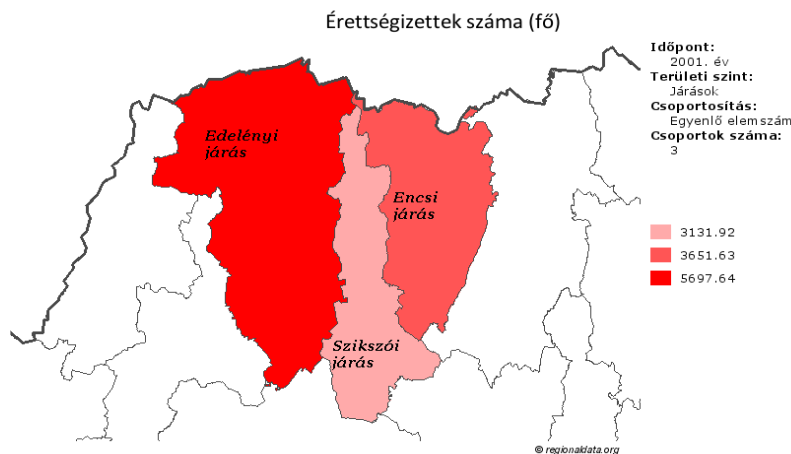 Érettségizettek száma (fő)
Időpont:
2001. év
Területi szint:
Járások
Csoportosítás:
Egyenlő elemszám
Csoportok száma:
3
Edelényi
járás
Encsi
járás
Szikszói
járás
3131.92
3651.63
5697.64
© regionaldata.org